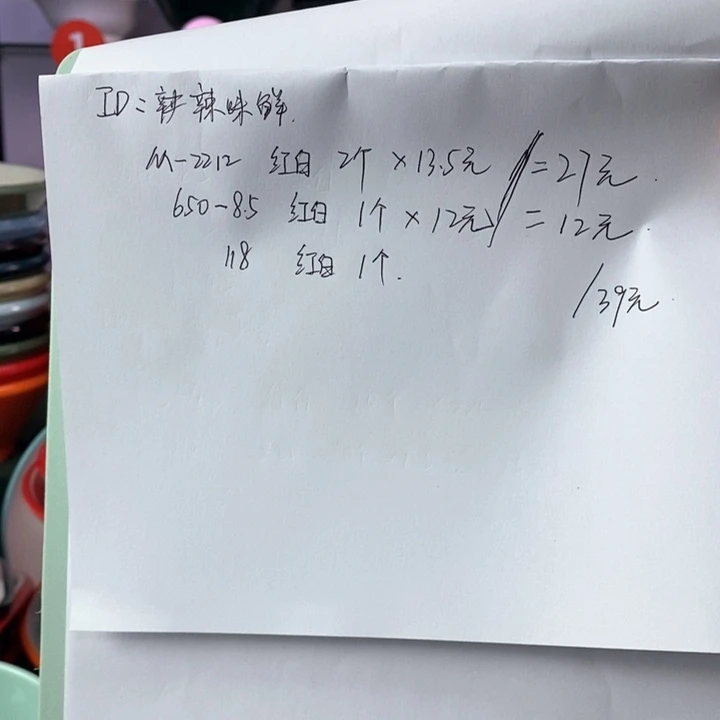 1
ID：辣辣味鲜.
M-2212 红白 2个 × 13.5元 /=27元.
650-8.5 红白 1个 × 12元/ = 12元.
118 红白 1个.
/39元.